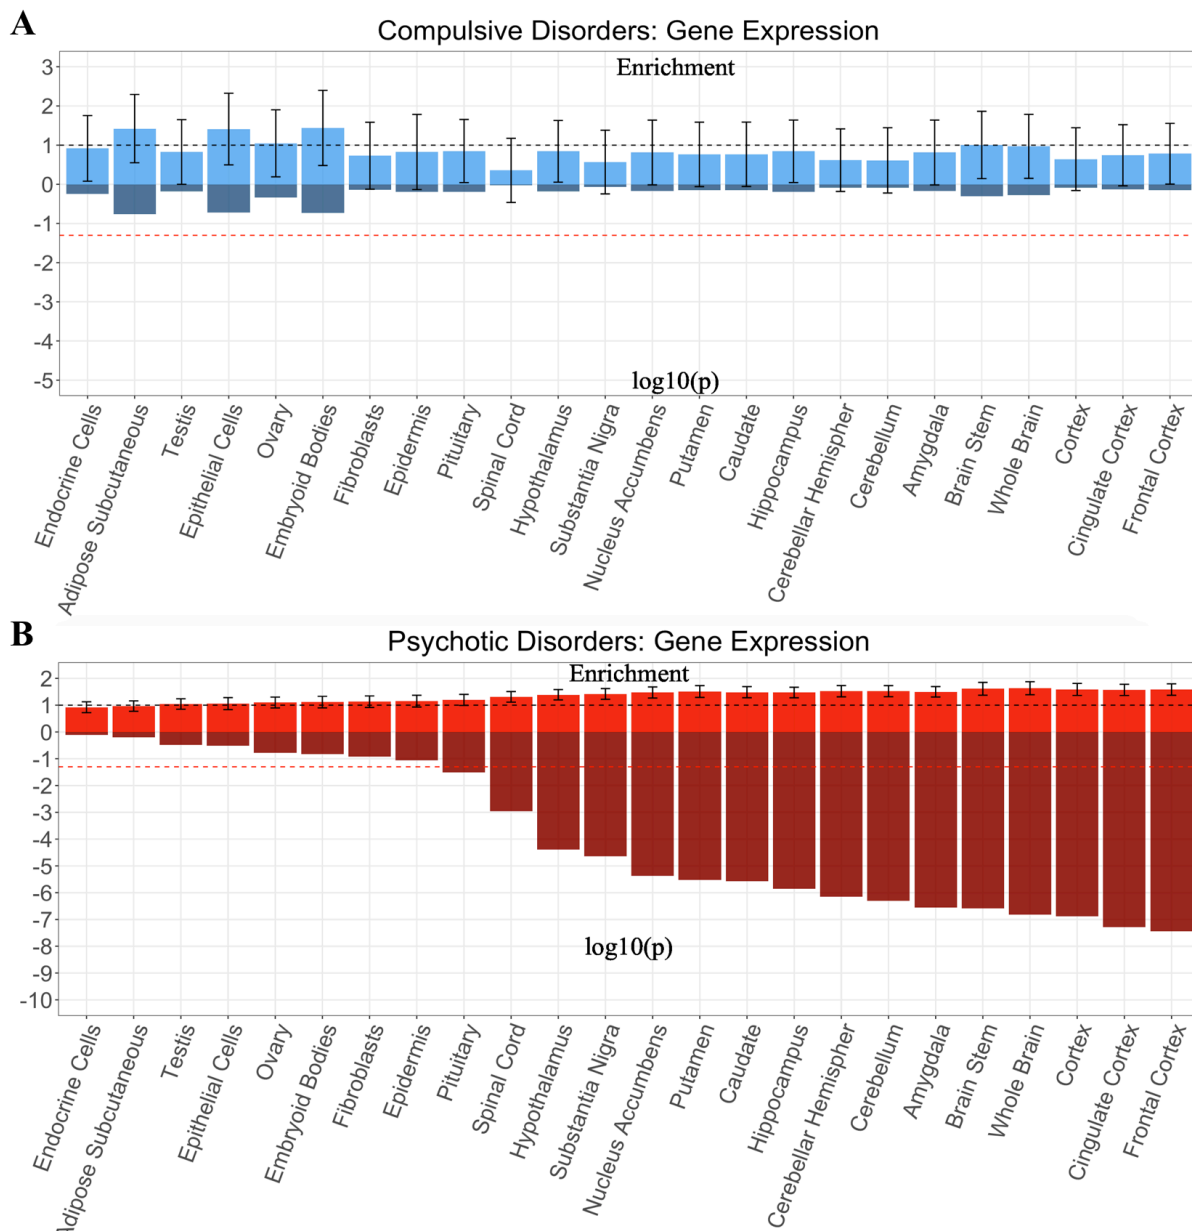 A
Compulsive Disorders: Gene Expression
Enrichment
3
2
1
0
-1
-2
-3
-4
-5
log10(p)
Endocrine Cells
Adipose Subcutaneous
Testis
Epithelial Cells
Ovary
Embryoid Bodies
Fibroblasts
Epidermis
Pituitary
Spinal Cord
Hypothalamus
Substantia Nigra
Nucleus Accumbens
Putamen
Caudate
Hippocampus
Cerebellar Hemispher
Cerebellum
Amygdala
Brain Stem
Whole Brain
Cortex
Cingulate Cortex
Frontal Cortex
B
Psychotic Disorders: Gene Expression
Enrichment
2
1
0
-1
-2
-3
-4
-5
-6
-7
-8
-9
-10
log10(p)
Endocrine Cells
Adipose Subcutaneous
Testis
Epithelial Cells
Ovary
Embryoid Bodies
Fibroblasts
Epidermis
Pituitary
Spinal Cord
Hypothalamus
Substantia Nigra
Nucleus Accumbens
Putamen
Caudate
Hippocampus
Cerebellar Hemispher
Cerebellum
Amygdala
Brain Stem
Whole Brain
Cortex
Cingulate Cortex
Frontal Cortex